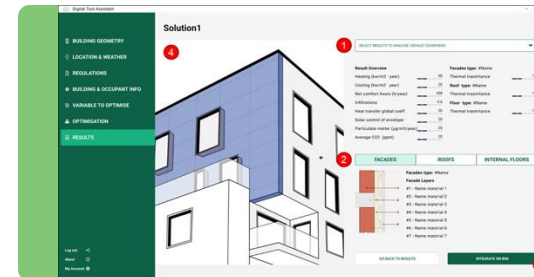 Digital Tool Assistant
Solution1
BUILDING GEOMETRY
LOCATION & WEATHER
REGULATIONS
BUILDING & OCCUPANT INFO
VARIABLE TO OPTIMISE
OPTIMISATION
RESULTS
Log out
About
My Account
4
1
SELECT RESULTS TO ANALYSE
Result Overview
Heating (kw/m2 · year)
Cooling (kw/m2 · year)
Not comfort hours (h/year)
Infiltrations
Heat transfer global coeff
Solar control of envelope
Particulate matter (µg/m3/year)
Average CO2 (ppm)
Facades type: #Name
Thermal trasmitance
Roof type: #Name
Thermal trasmitance
Floor type: #Name
Thermal trasmitance
2
FACADES
ROOFS
INTERNAL FLOORS
Facades type: #Name
Facade Layers
#1 - Name material 1
#2 - Name material 2
#3 - Name material 3
#4 - Name material 4
#5 - Name material 5
#6 - Name material 6
#7 - Name material 7
GO BACK TO RESULTS
INTEGRATE ON BIM